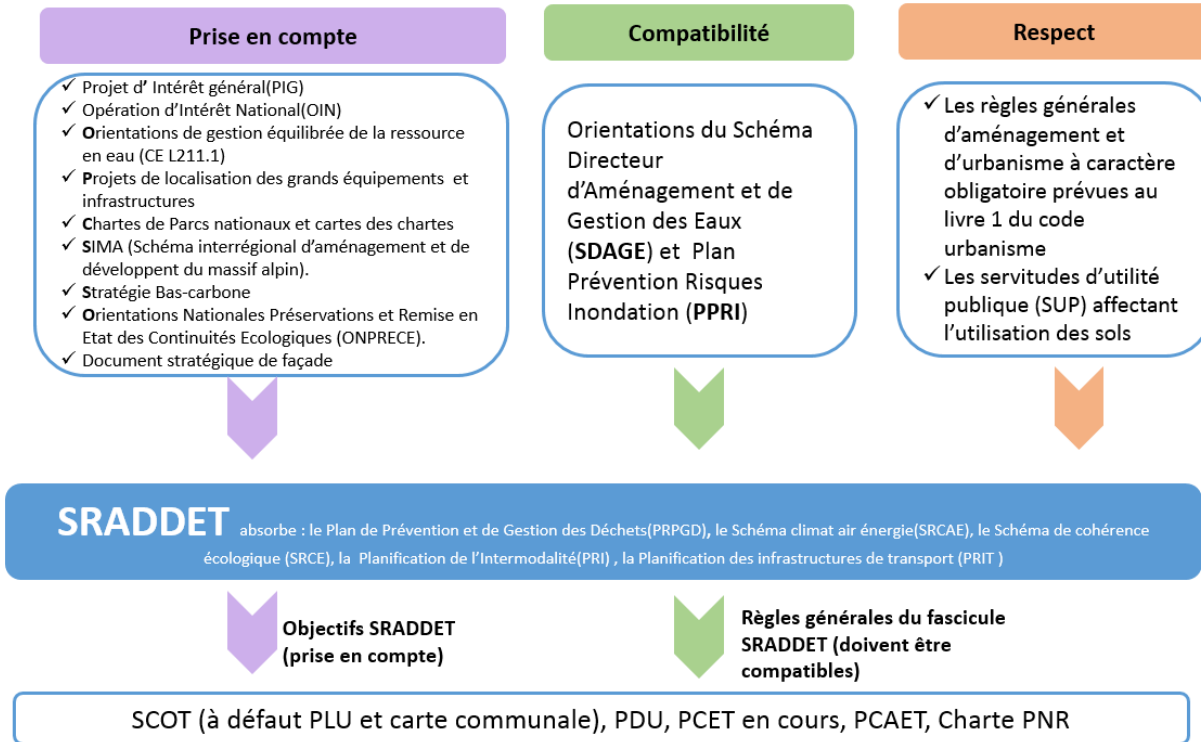 Prise en compte
✓ Projet d' Intérêt général(PIG)
✓ Opération d'Intérêt National(OIN)
✓ Orientations de gestion équilibrée de la ressource
en eau (CE L211.1)
✓ Projets de localisation des grands équipements et
infrastructures
✓ Chartes de Parcs nationaux et cartes des chartes
✓ SIMA (Schéma interrégional d'aménagement et de
développent du massif alpin).
✓ Stratégie Bas-carbone
✓ Orientations Nationales Préservations et Remise en
Etat des Continuités Ecologiques (ONPRECE).
✓ Document stratégique de façade
Compatibilité
Orientations du Schéma
Directeur
d'Aménagement et de
Gestion des Eaux
(SDAGE) et Plan
Prévention Risques
Inondation (PPRI)
Respect
✓ Les règles générales
d'aménagement et
d'urbanisme à caractère
obligatoire prévues au
livre 1 du code
urbanisme
✓ Les servitudes d'utilité
publique (SUP) affectant
l'utilisation des sols
SRADDET absorbe : le Plan de Prévention et de Gestion des Déchets(PRPGD), le Schéma climat air énergie(SRCAE), le Schéma de cohérence
écologique (SRCE), la Planification de l'Intermodalité(PRI) , la Planification des infrastructures de transport (PRIT )
Objectifs SRADDET
(prise en compte)
Règles générales du fascicule
SRADDET (doivent être
compatibles)
SCOT (à défaut PLU et carte communale), PDU, PCET en cours, PCAET, Charte PNR